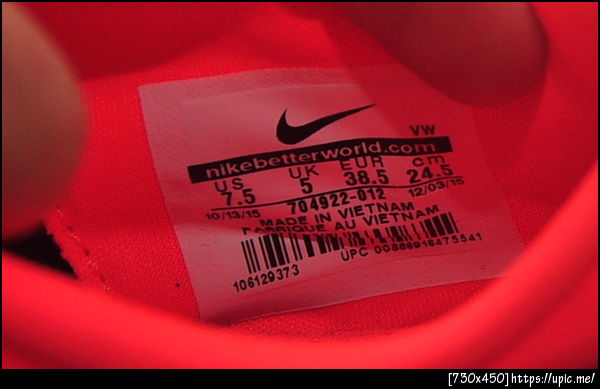 VW
nikebetterworld.com
US UK EUR cm
7.5 5 38.5 24.5
10/13/15 704922-012 12/03/15
MADE IN VIETNAM
FABRIQUE AU VIETNAM
106129373 UPC 00886916475541
[730x450]https://upic.me/